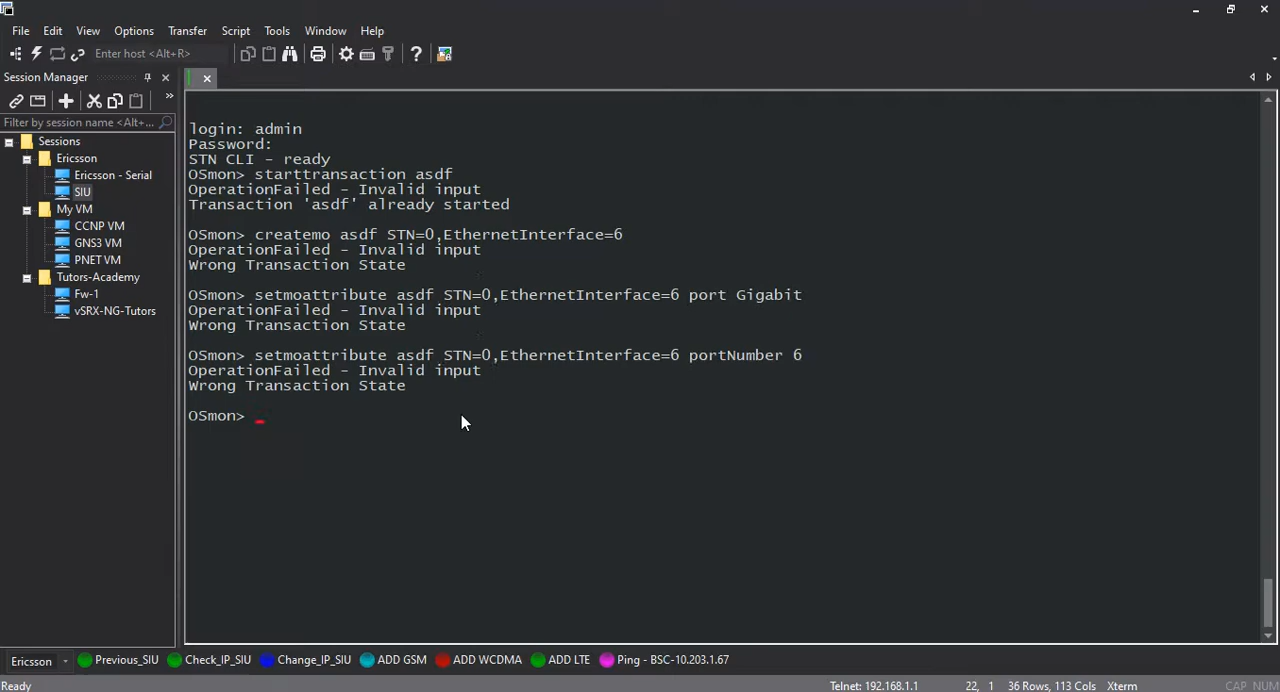 File Edit View Options Transfer Script Tools Window Help
Enter host <Alt+R>
Session Manager
Filter by session name <Alt+...
Sessions
Ericsson
Ericsson - Serial
SIU
My VM
CCNP VM
GNS3 VM
PNET VM
Tutors-Academy
Fw-1
vSRX-NG-Tutors
login: admin
Password:
STN CLI - ready
OSmon> starttransaction asdf
OperationFailed - Invalid input
Transaction 'asdf' already started
OSmon> createmo asdf STN=0,EthernetInterface=6
OperationFailed - Invalid input
Wrong Transaction State
OSmon> setmoattribute asdf STN=0,EthernetInterface=6 port Gigabit
OperationFailed - Invalid input
Wrong Transaction State
OSmon> setmoattribute asdf STN=0,EthernetInterface=6 portNumber 6
OperationFailed - Invalid input
Wrong Transaction State
OSmon>
Ericsson Previous_SIU Check_IP_SIU Change_IP_SIU ADD GSM ADD WCDMA ADD LTE Ping - BSC-10.203.1.67
Ready Telnet: 192.168.1.1 22, 1 36 Rows, 113 Cols Xterm CAP NUM